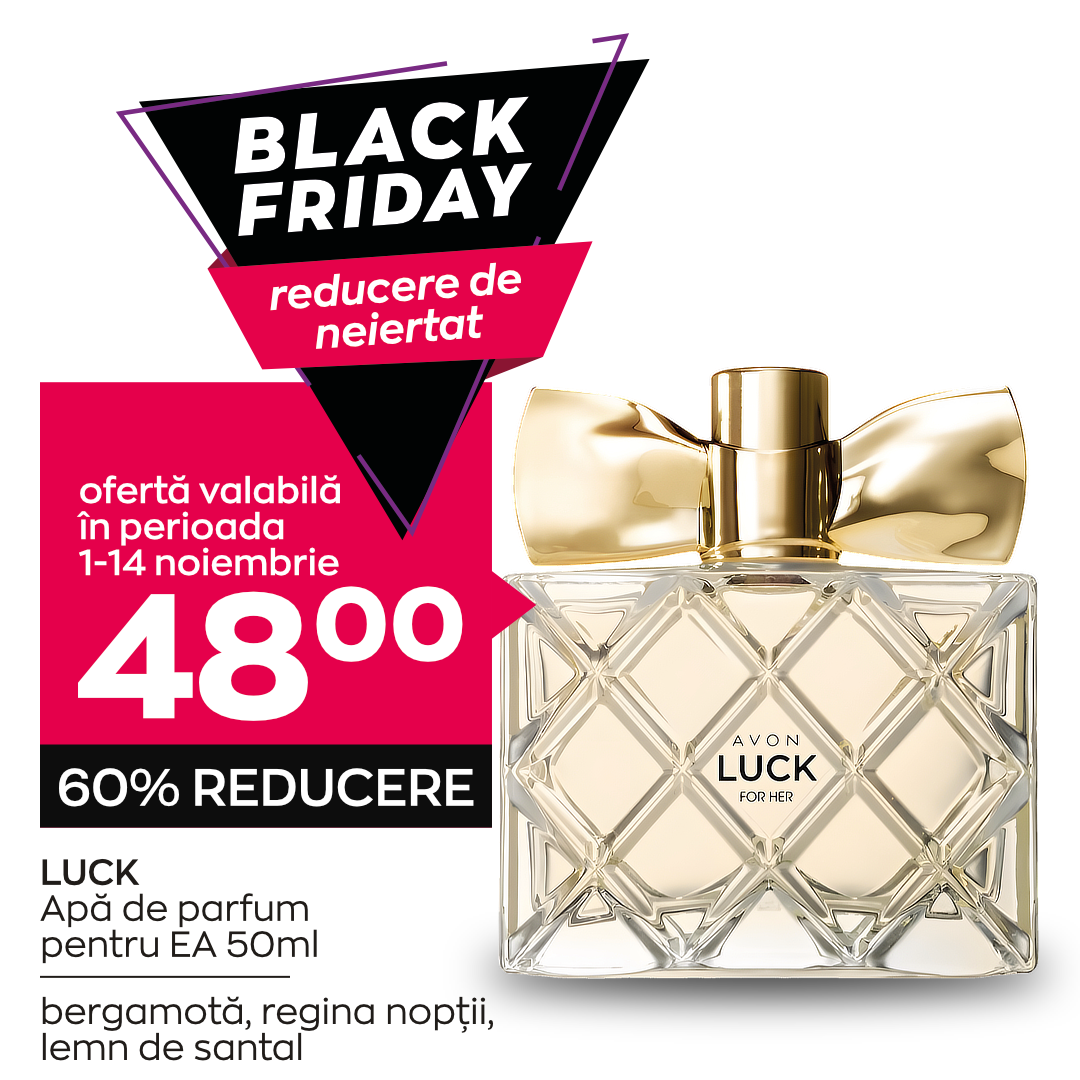 BLACK
FRIDAY
reducere de
neiertat
ofertă valabilă
în perioada
1-14 noiembrie
48⁰⁰
60% REDUCERE
AVON
LUCK
FOR HER
LUCK
Apă de parfum
pentru EA 50ml
bergamotă, regina nopții,
lemn de santal